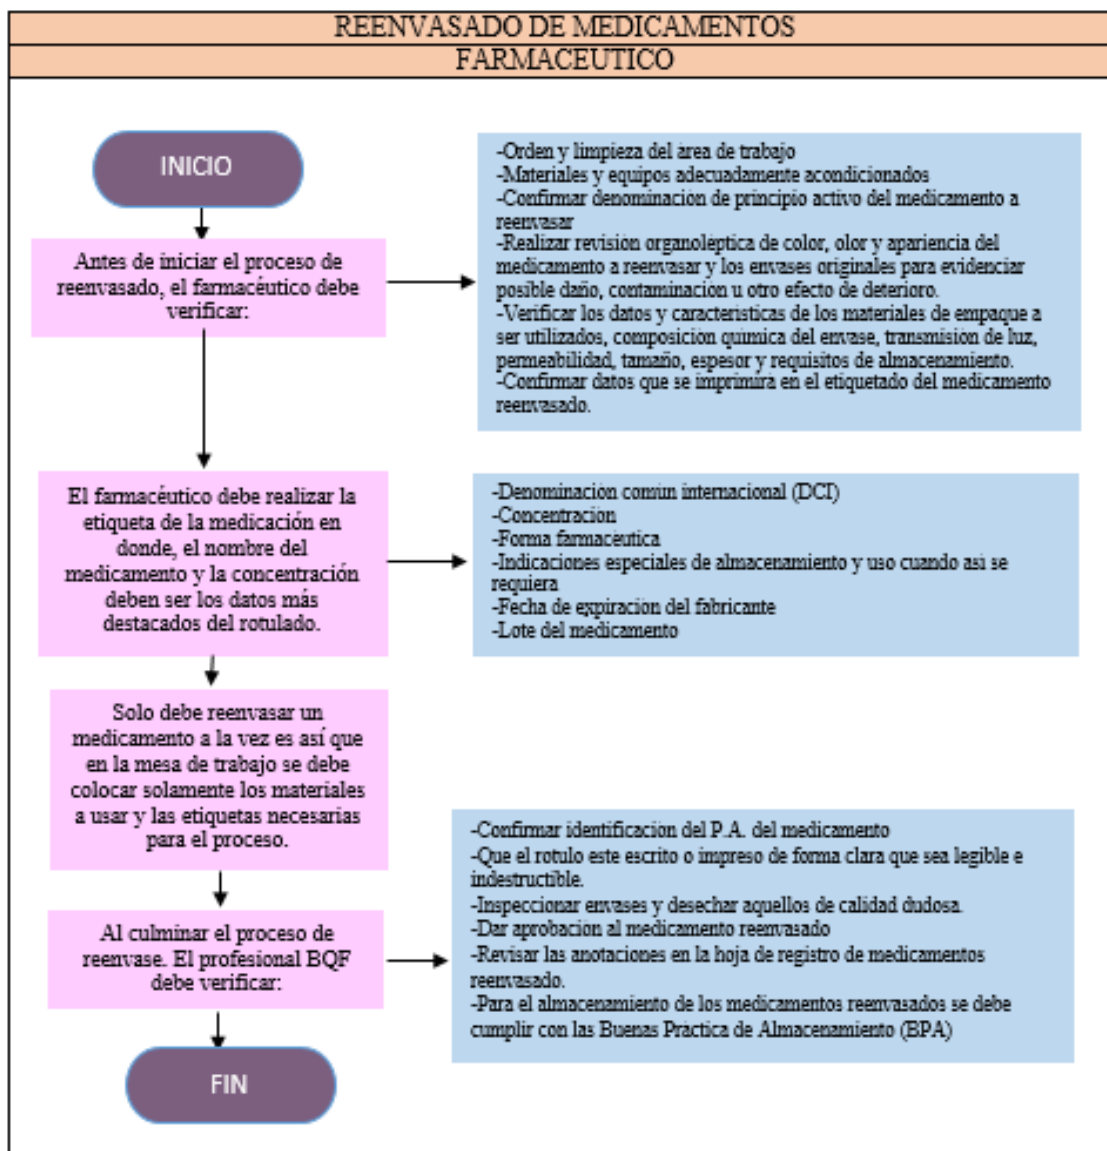 REENVASADO DE MEDICAMENTOS
FARMACEUTICO
INICIO
Antes de iniciar el proceso de
reenvasado, el farmacéutico debe
verificar:
-Orden y limpieza del área de trabajo
-Materiales y equipos adecuadamente acondicionados
-Confirmar denominación de principio activo del medicamento a
reenvasar
-Realizar revisión organoléptica de color, olor y apariencia del
medicamento a reenvasar y los envases originales para evidenciar
posible daño, contaminación u otro efecto de deterioro.
-Verificar los datos y características de los materiales de empaque a
ser utilizados, composición química del envase, transmisión de luz,
permeabilidad, tamaño, espesor y requisitos de almacenamiento.
-Confirmar datos que se imprimirá en el etiquetado del medicamento
reenvasado.
El farmacéutico debe realizar la
etiqueta de la medicación en
donde, el nombre del
medicamento y la concentración
deben ser los datos más
destacados del rotulado.
-Denominación común internacional (DCI)
-Concentración
-Forma farmacéutica
-Indicaciones especiales de almacenamiento y uso cuando así se
requiera
-Fecha de expiración del fabricante
-Lote del medicamento
Solo debe reenvasar un
medicamento a la vez es así que
en la mesa de trabajo se debe
colocar solamente los materiales
a usar y las etiquetas necesarias
para el proceso.
Al culminar el proceso de
reenvase. El profesional BQF
debe verificar:
-Confirmar identificación del P.A. del medicamento
-Que el rotulo este escrito o impreso de forma clara que sea legible e
indestructible.
-Inspeccionar envases y desechar aquellos de calidad dudosa.
-Dar aprobación al medicamento reenvasado
-Revisar las anotaciones en la hoja de registro de medicamentos
reenvasado.
-Para el almacenamiento de los medicamentos reenvasados se debe
cumplir con las Buenas Práctica de Almacenamiento (BPA)
FIN